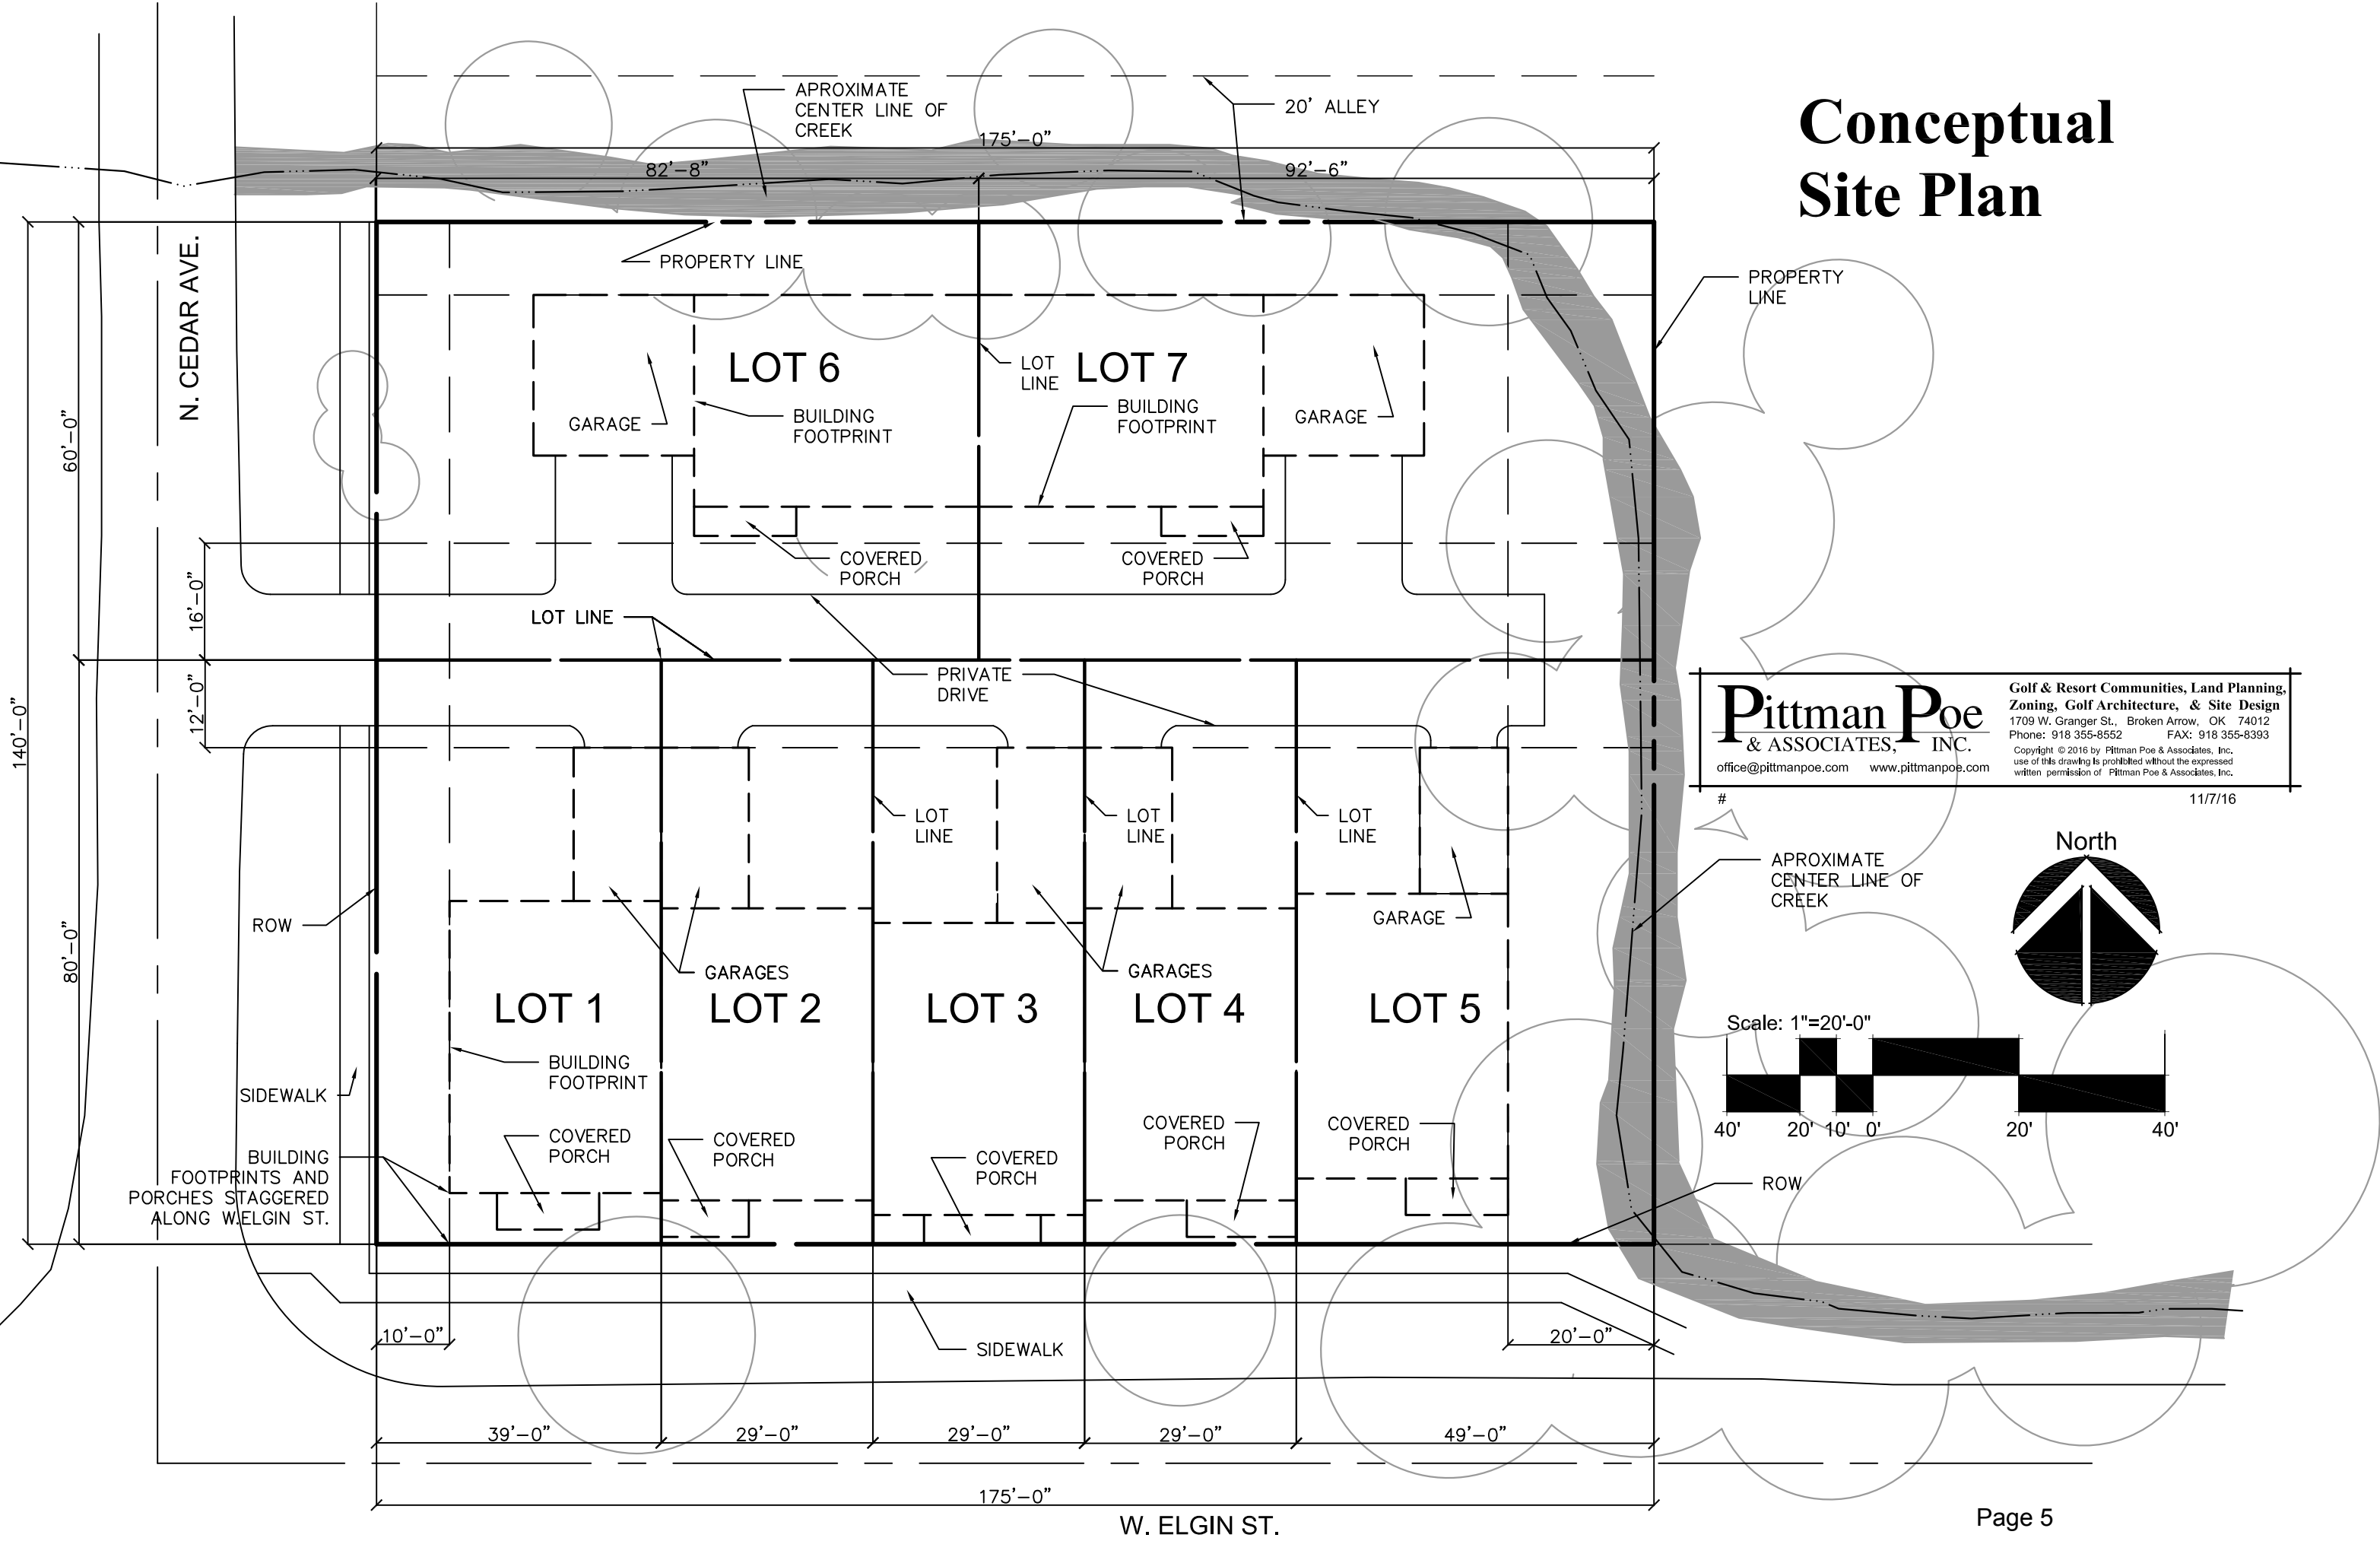 Conceptual
Site Plan
APROXIMATE
CENTER LINE OF
CREEK
20' ALLEY
175'-0"
82'-8"
92'-6"
N. CEDAR AVE.
PROPERTY LINE
PROPERTY
LINE
LOT 6
LOT
LINE
LOT 7
GARAGE
BUILDING
FOOTPRINT
BUILDING
FOOTPRINT
GARAGE
60'-0"
COVERED
PORCH
COVERED
PORCH
16'-0"
LOT LINE
PRIVATE
DRIVE
12'-0"
140'-0"
Pittman Poe
& ASSOCIATES, INC.
office@pittmanpoe.com www.pittmanpoe.com
Golf & Resort Communities, Land Planning,
Zoning, Golf Architecture, & Site Design
1709 W. Granger St., Broken Arrow, OK 74012
Phone: 918 355-8552 FAX: 918 355-8393
Copyright © 2016 by Pittman Poe & Associates, Inc.
use of this drawing is prohibited without the expressed
written permission of Pittman Poe & Associates, Inc.
# 11/7/16
LOT
LINE
LOT
LINE
LOT
LINE
North
APROXIMATE
CENTER LINE OF
CREEK
ROW
GARAGE
80'-0"
GARAGES
GARAGES
LOT 1
LOT 2
LOT 3
LOT 4
LOT 5
Scale: 1"=20'-0"
40' 20' 10' 0' 20' 40'
BUILDING
FOOTPRINT
SIDEWALK
COVERED
PORCH
COVERED
PORCH
COVERED
PORCH
COVERED
PORCH
COVERED
PORCH
BUILDING
FOOTPRINTS AND
PORCHES STAGGERED
ALONG W.ELGIN ST.
ROW
10'-0"
SIDEWALK
20'-0"
39'-0"
29'-0"
29'-0"
29'-0"
49'-0"
175'-0"
W. ELGIN ST.
Page 5